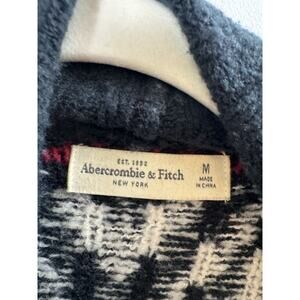 EST. 1892
Abercrombie & Fitch
NEW YORK
M
MADE
IN CHINA